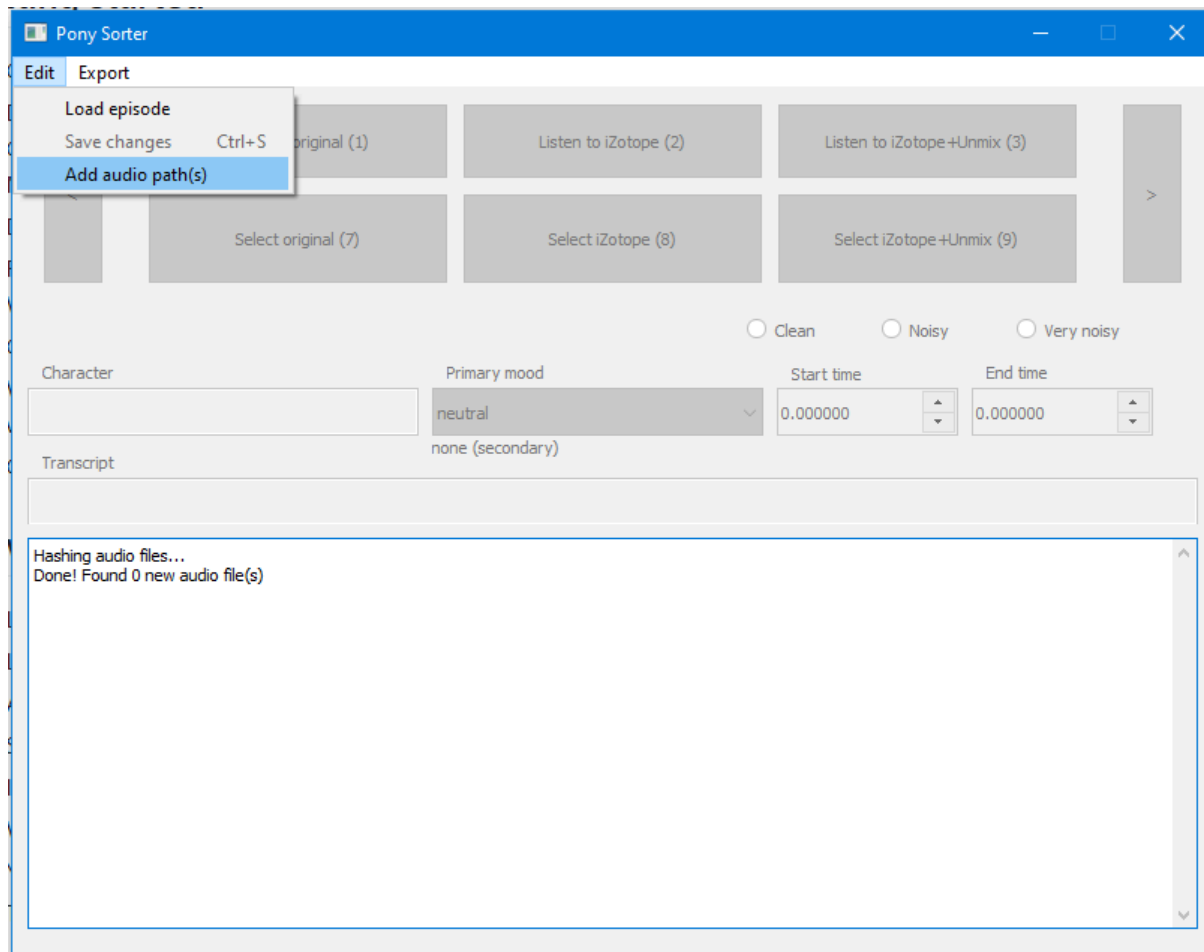 Pony Sorter
Edit Export
Load episode
Save changes Ctrl+S
Add audio path(s)
original (1)
Listen to iZotope (2)
Listen to iZotope+Unmix (3)
<
>
Select original (7)
Select iZotope (8)
Select iZotope+Unmix (9)
Clean
Noisy
Very noisy
Character
Primary mood
Start time
End time
neutral
0.000000
0.000000
none (secondary)
Transcript
Hashing audio files...
Done! Found 0 new audio file(s)